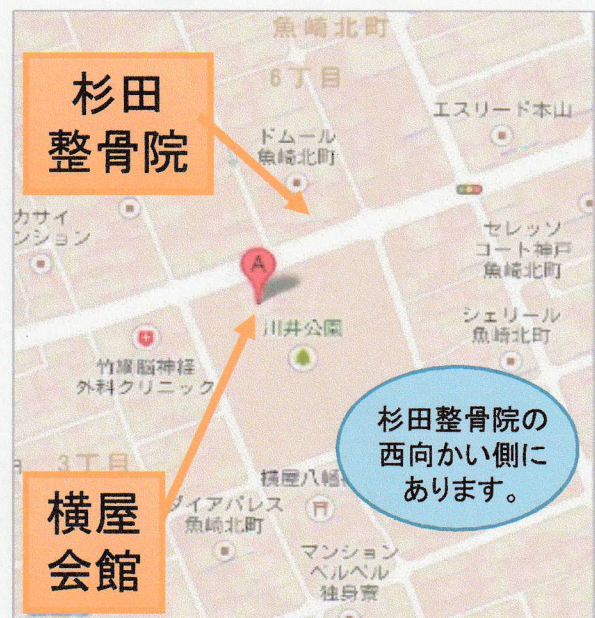 魚崎北町
6丁目
杉田
整骨院
エスリード本山
ドムール
魚崎北町
カサイ
ンション
セレッソ
コート神戸
魚崎北町
A
川井公園
シェリール
魚崎北町
外科クリニック
杉田整骨院の
西向かい側に
あります。
3丁目
横屋八幡
横屋
会館
ダイアパレス
魚崎北町
マンション
ベルベル
独身寮